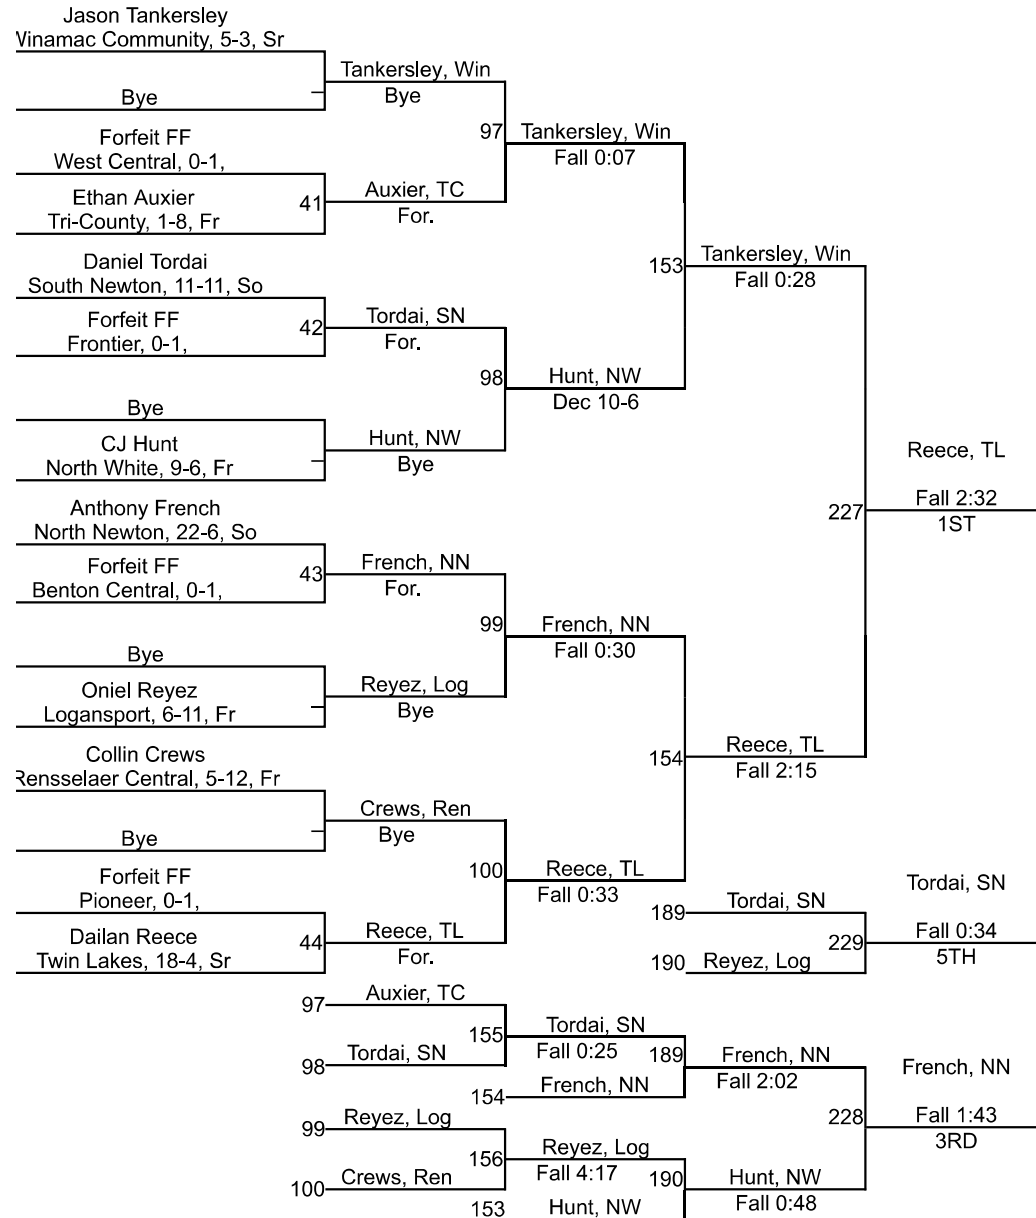 Jason Tankersley
Winamac Community, 5-3, Sr
Tankersley, Win
Bye
Bye
97
Tankersley, Win
Fall 0:07
Forfeit FF
West Central, 0-1,
Ethan Auxier
Tri-County, 1-8, Fr
41
Auxier, TC
For.
153
Tankersley, Win
Fall 0:28
Daniel Tordai
South Newton, 11-11, So
Forfeit FF
Frontier, 0-1,
42
Tordai, SN
For.
98
Hunt, NW
Dec 10-6
Bye
CJ Hunt
North White, 9-6, Fr
Hunt, NW
Bye
227
Reece, TL
Fall 2:32
1ST
Anthony French
North Newton, 22-6, So
Forfeit FF
Benton Central, 0-1,
43
French, NN
For.
99
French, NN
Fall 0:30
Bye
Oniel Reyez
Logansport, 6-11, Fr
Reyez, Log
Bye
154
Reece, TL
Fall 2:15
Collin Crews
Rensselaer Central, 5-12, Fr
Bye
Crews, Ren
Bye
100
Reece, TL
Fall 0:33
Forfeit FF
Pioneer, 0-1,
Dailan Reece
Twin Lakes, 18-4, Sr
44
Reece, TL
For.
189
Tordai, SN
190
Reyez, Log
229
Tordai, SN
Fall 0:34
5TH
97
Auxier, TC
98
Tordai, SN
155
Tordai, SN
Fall 0:25
154
French, NN
189
French, NN
Fall 2:02
99
Reyez, Log
100
Crews, Ren
156
Reyez, Log
Fall 4:17
153
Hunt, NW
190
Hunt, NW
Fall 0:48
228
French, NN
Fall 1:43
3RD